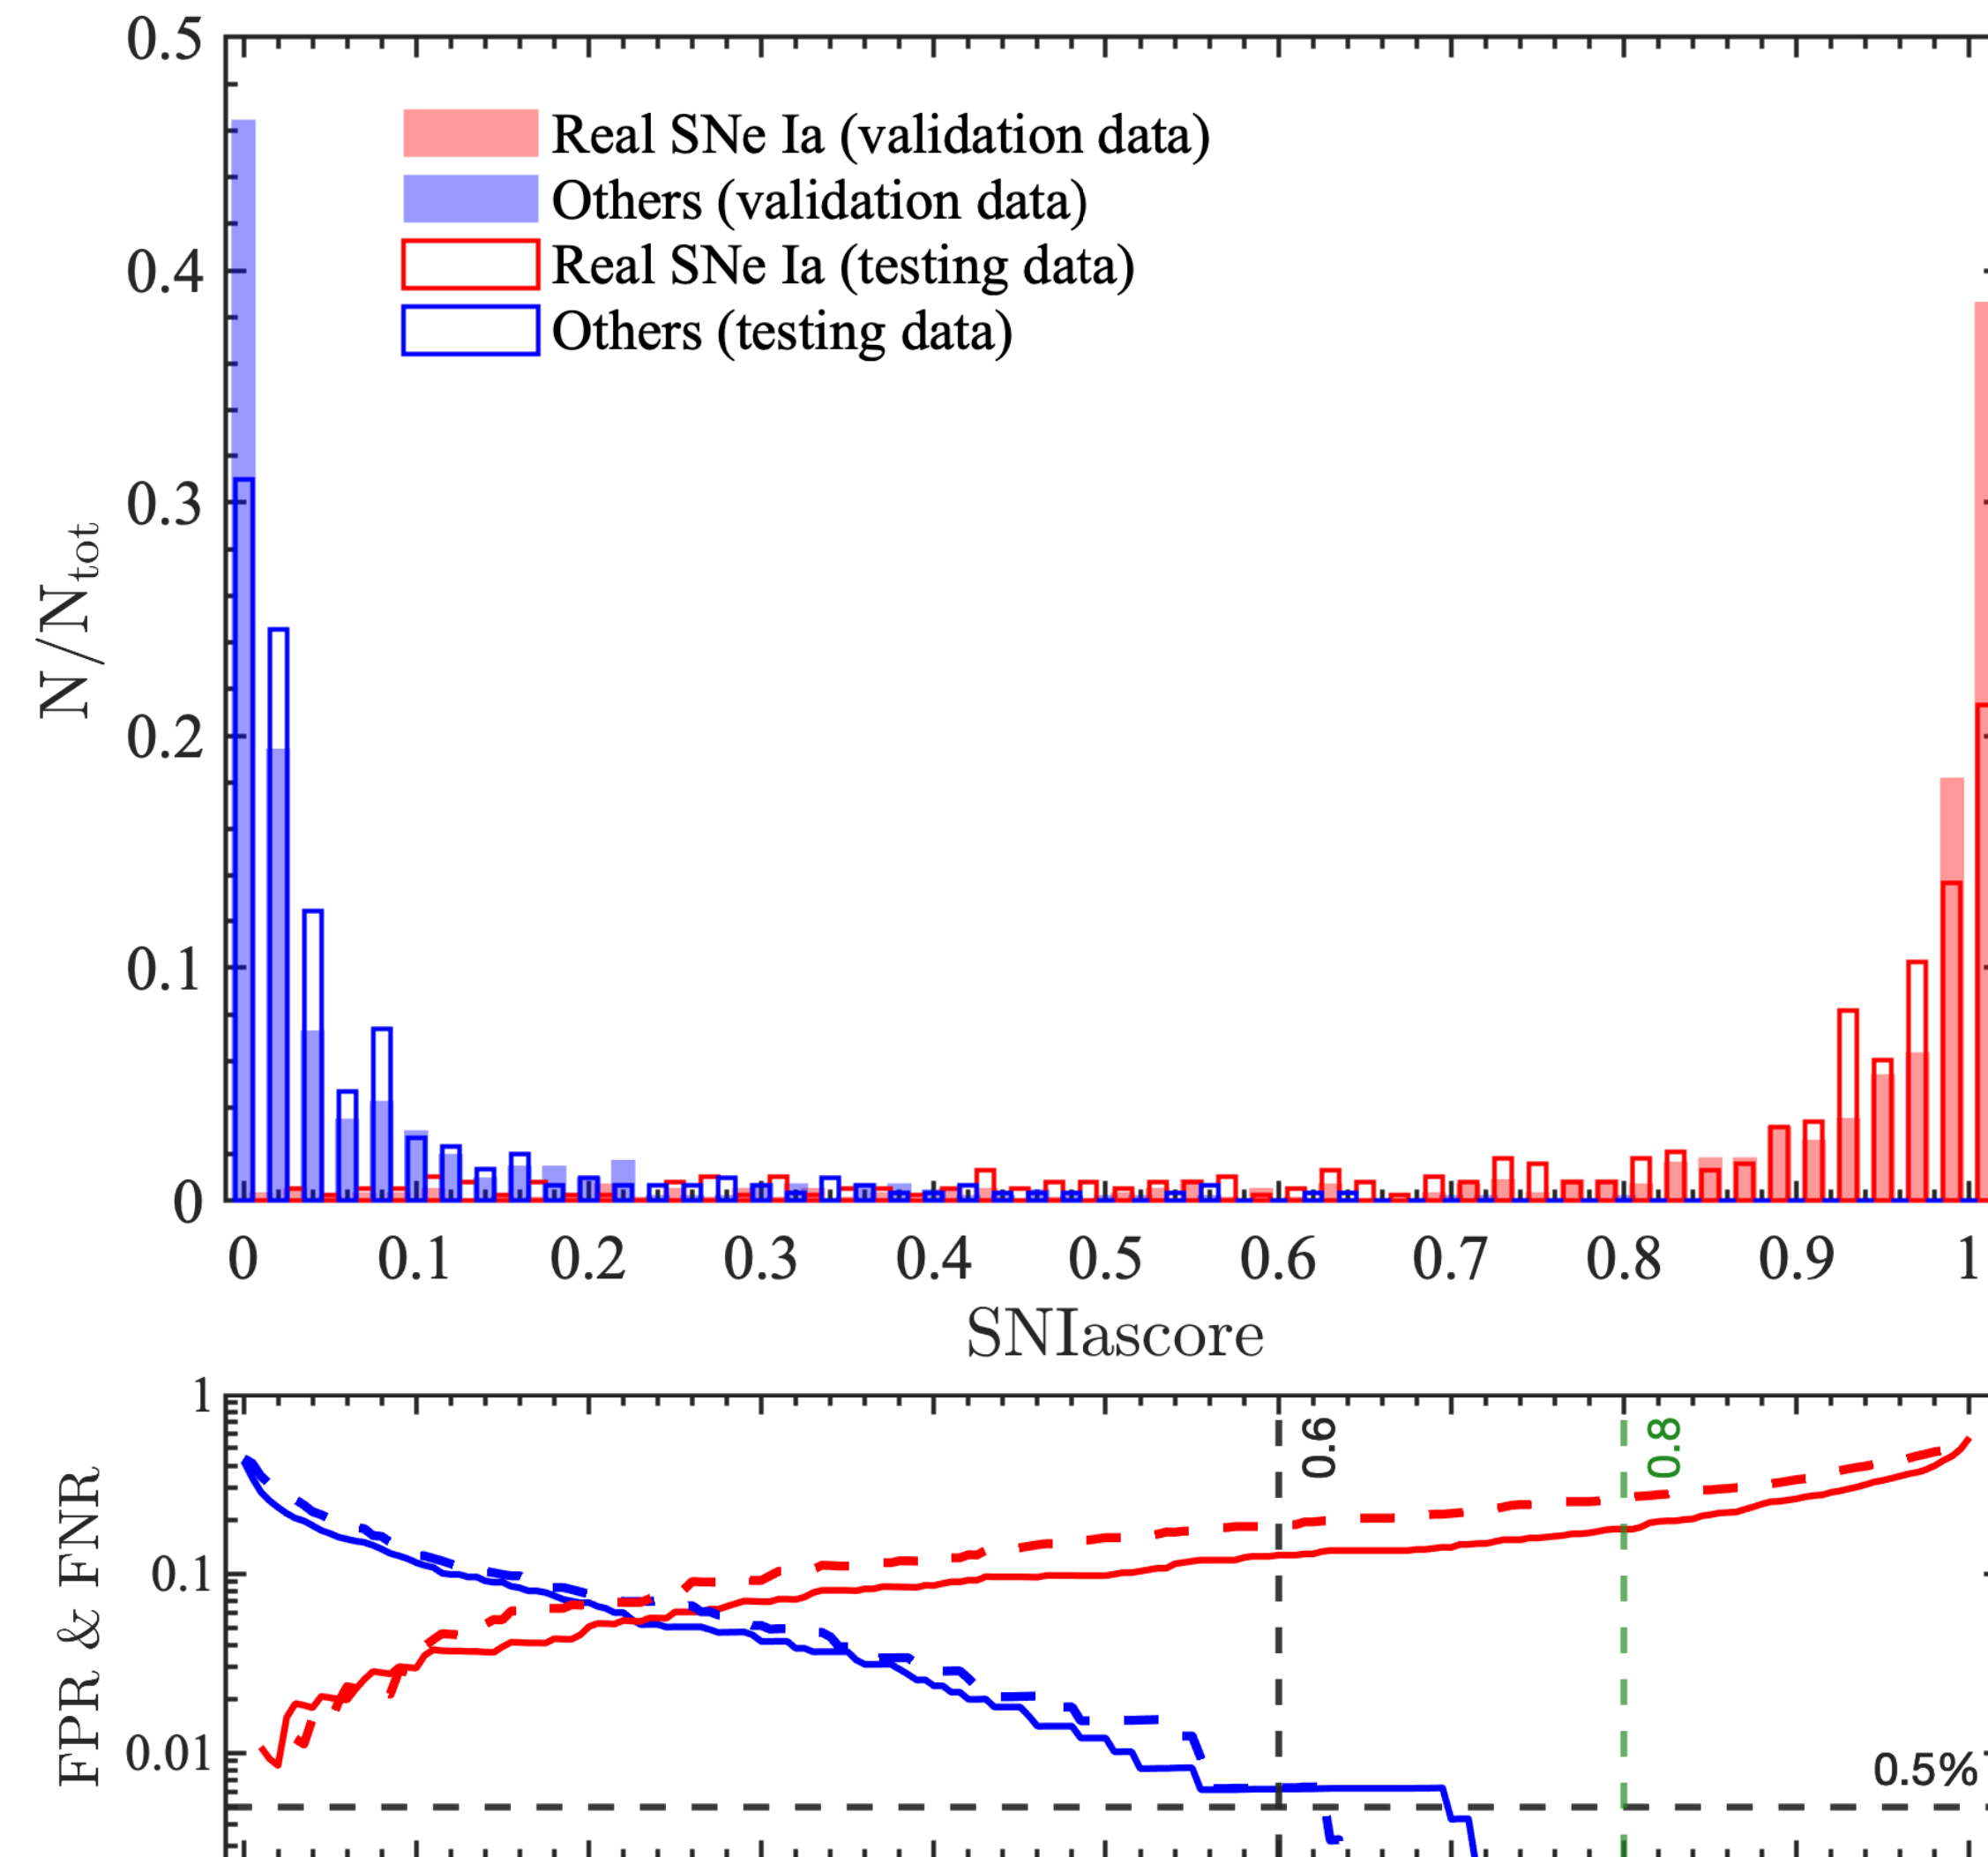 0.5
Real SNe Ia (validation data)
Others (validation data)
Real SNe Ia (testing data)
Others (testing data)
0.4
0.3
0.2
0.1
0
N/Ntot
0 0.1 0.2 0.3 0.4 0.5 0.6 0.7 0.8 0.9 1
SNIascore
1
0.1
0.01
FPR & FNR
0.6
0.8
0.5%